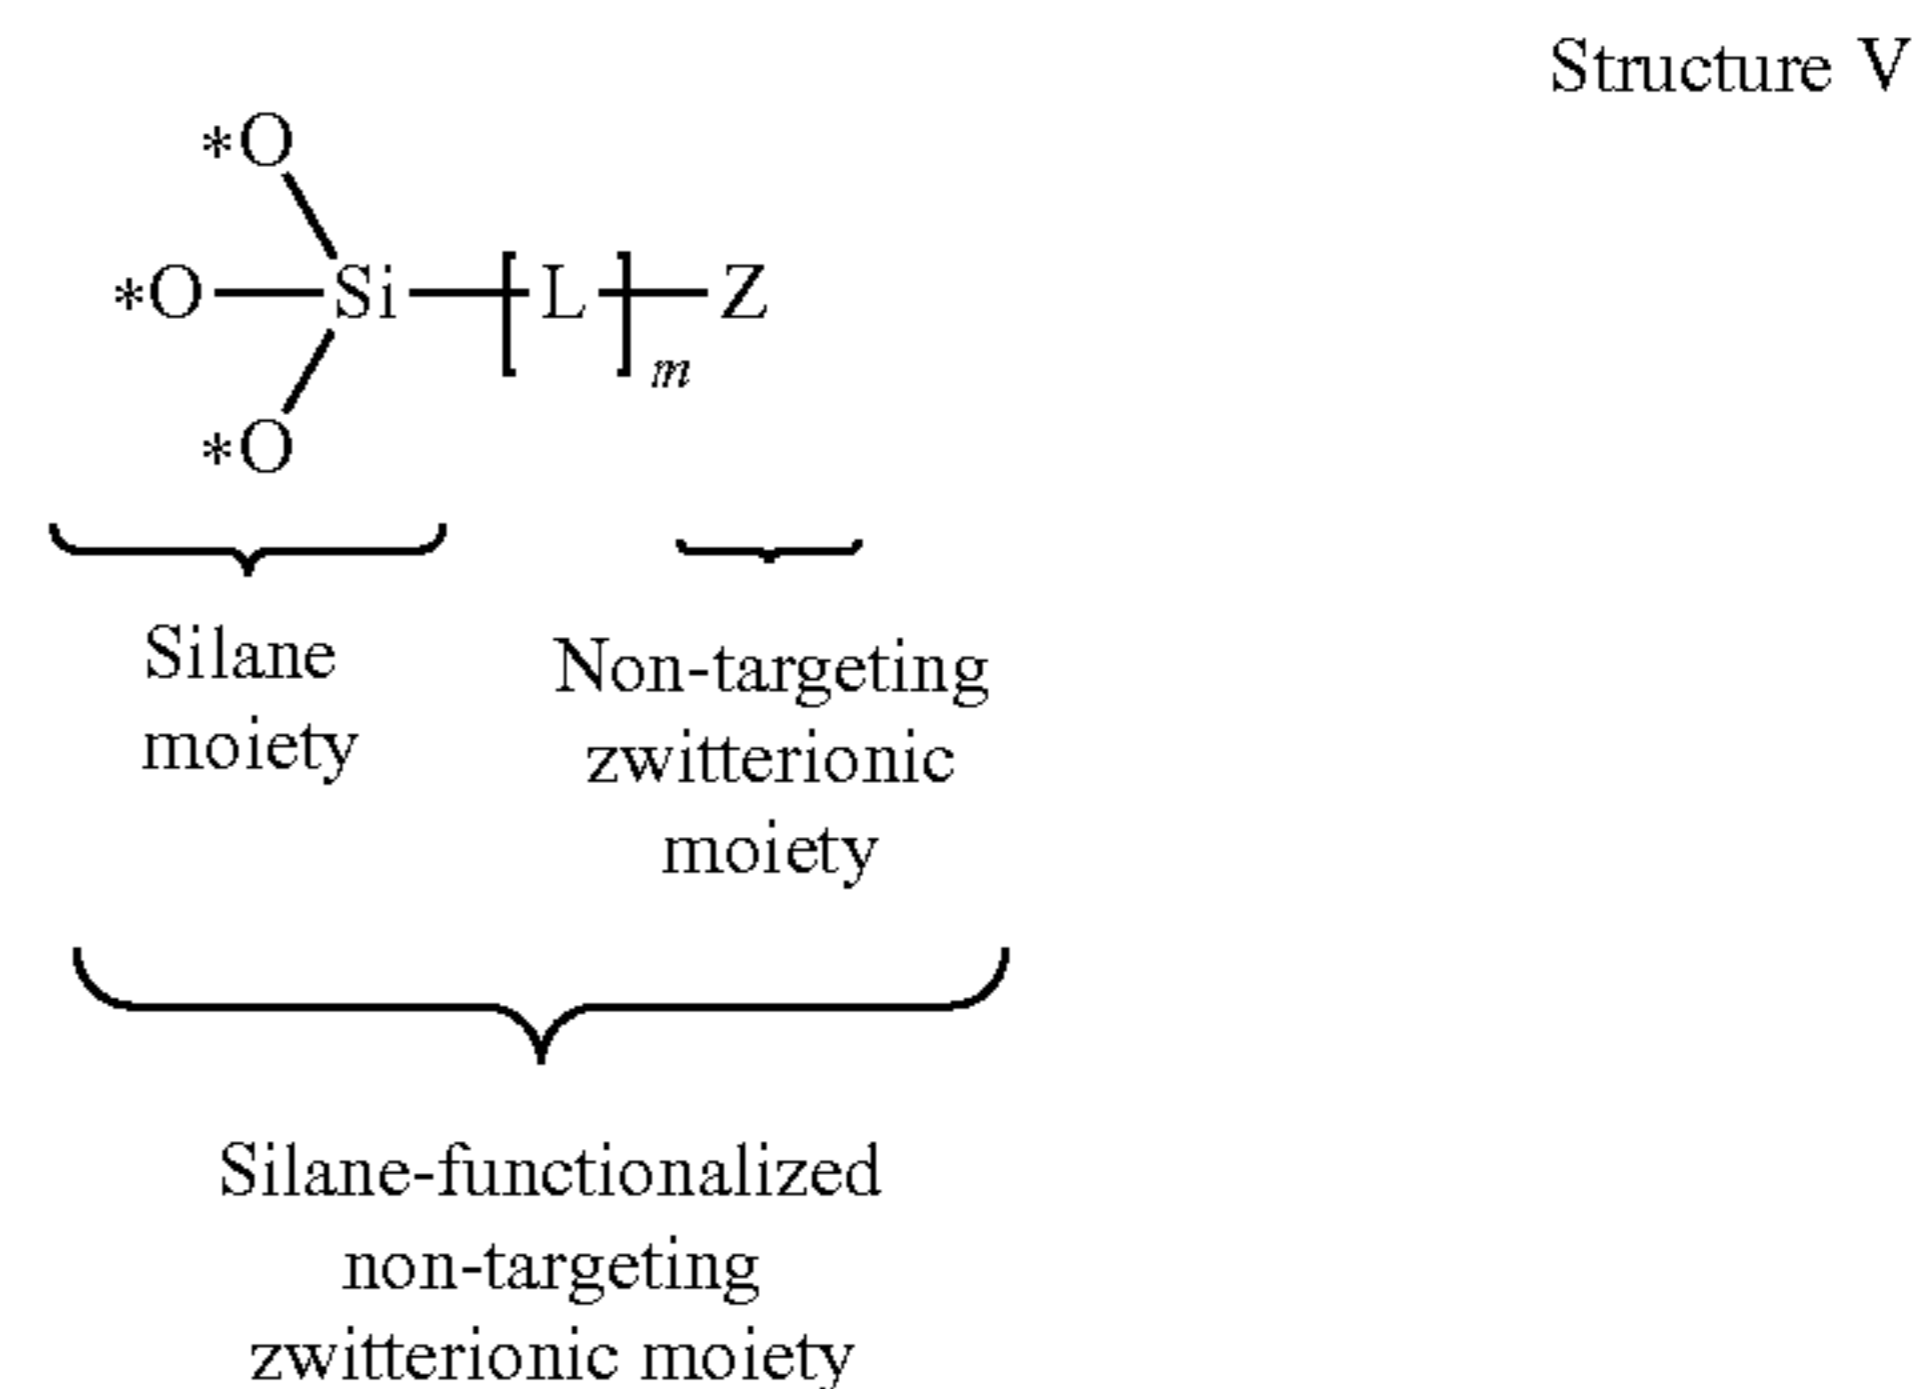 Structure V
*O
*O—Si—[L]m—Z
*O
Silane
moiety
Non-targeting
zwitterionic
moiety
Silane-functionalized
non-targeting
zwitterionic moiety